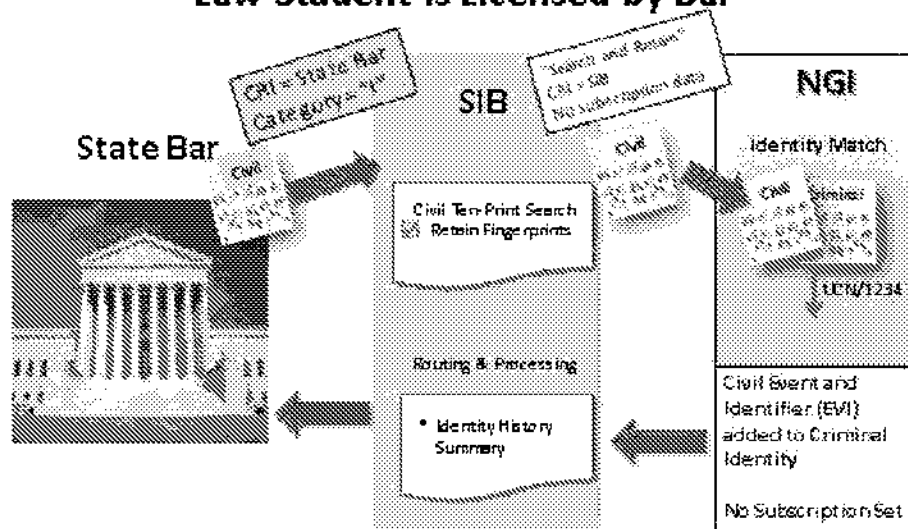 Law Student is Licensed by Bar
CRI = State Bar
Category = "I"
"Search and Retain"
CRI = SIB
No subscription data
NGI
SIB
State Bar
Identity Match
Civil
Civil
Civil
Criminal
Civil Ten-Print Search
Retain Fingerprints
UCN/1234
Routing & Processing
• Identity History
Summary
Civil Event and
Identifier (EVI)
added to Criminal
Identity
No Subscription Set